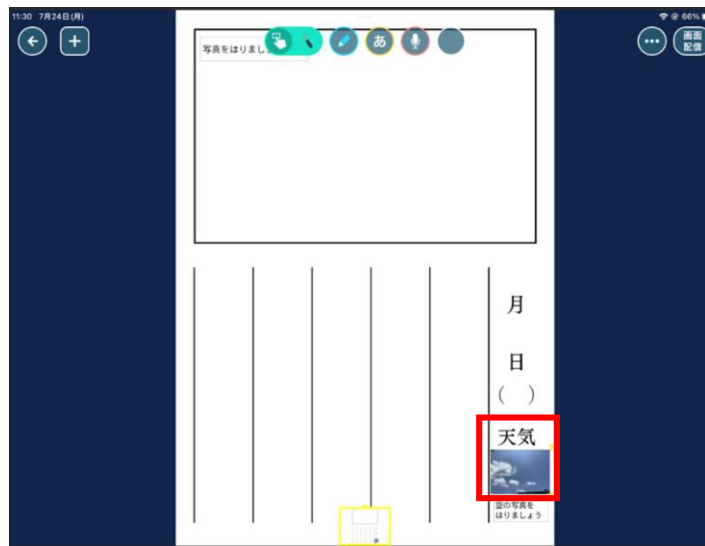 11:30 7月24日(月)
66%
画面
配信
あ
写真をはりまし
月
日
( )
天気
空の写真を
はりましょう